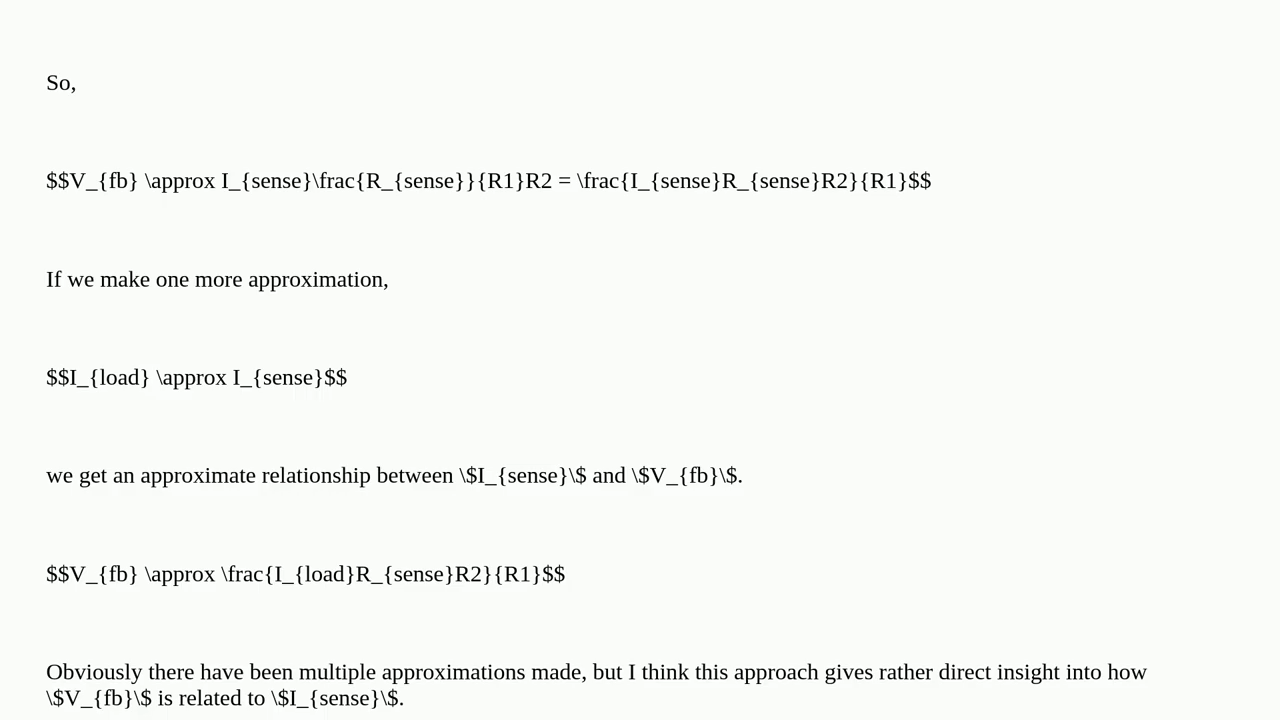 So,
$$V_{fb} \approx I_{sense}\frac{R_{sense}}{R1}R2 = \frac{I_{sense}R_{sense}R2}{R1}$$
If we make one more approximation,
$$I_{load} \approx I_{sense}$$
we get an approximate relationship between \$I_{sense}\$ and \$V_{fb}\$.
$$V_{fb} \approx \frac{I_{load}R_{sense}R2}{R1}$$
Obviously there have been multiple approximations made, but I think this approach gives rather direct insight into how
\$V_{fb}\$ is related to \$I_{sense}\$.